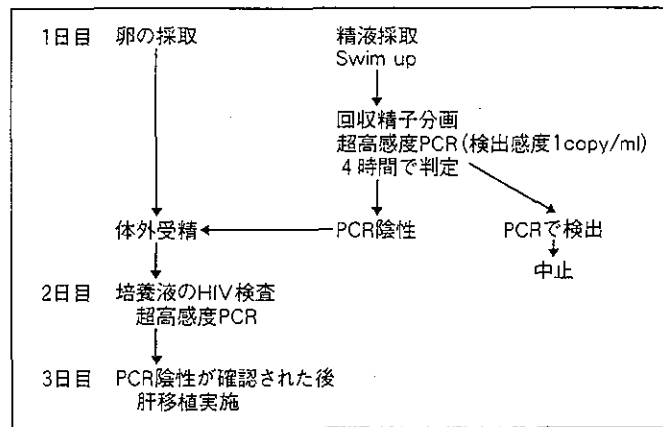 1日目 卵の採取 精液採取
Swim up
回収精子分画
超高感度PCR(検出感度1copy/ml)
4時間で判定
体外受精 PCR陰性 PCRで検出
中止
2日目 培養液のHIV検査
超高感度PCR
3日目 PCR陰性が確認された後
肝移植実施